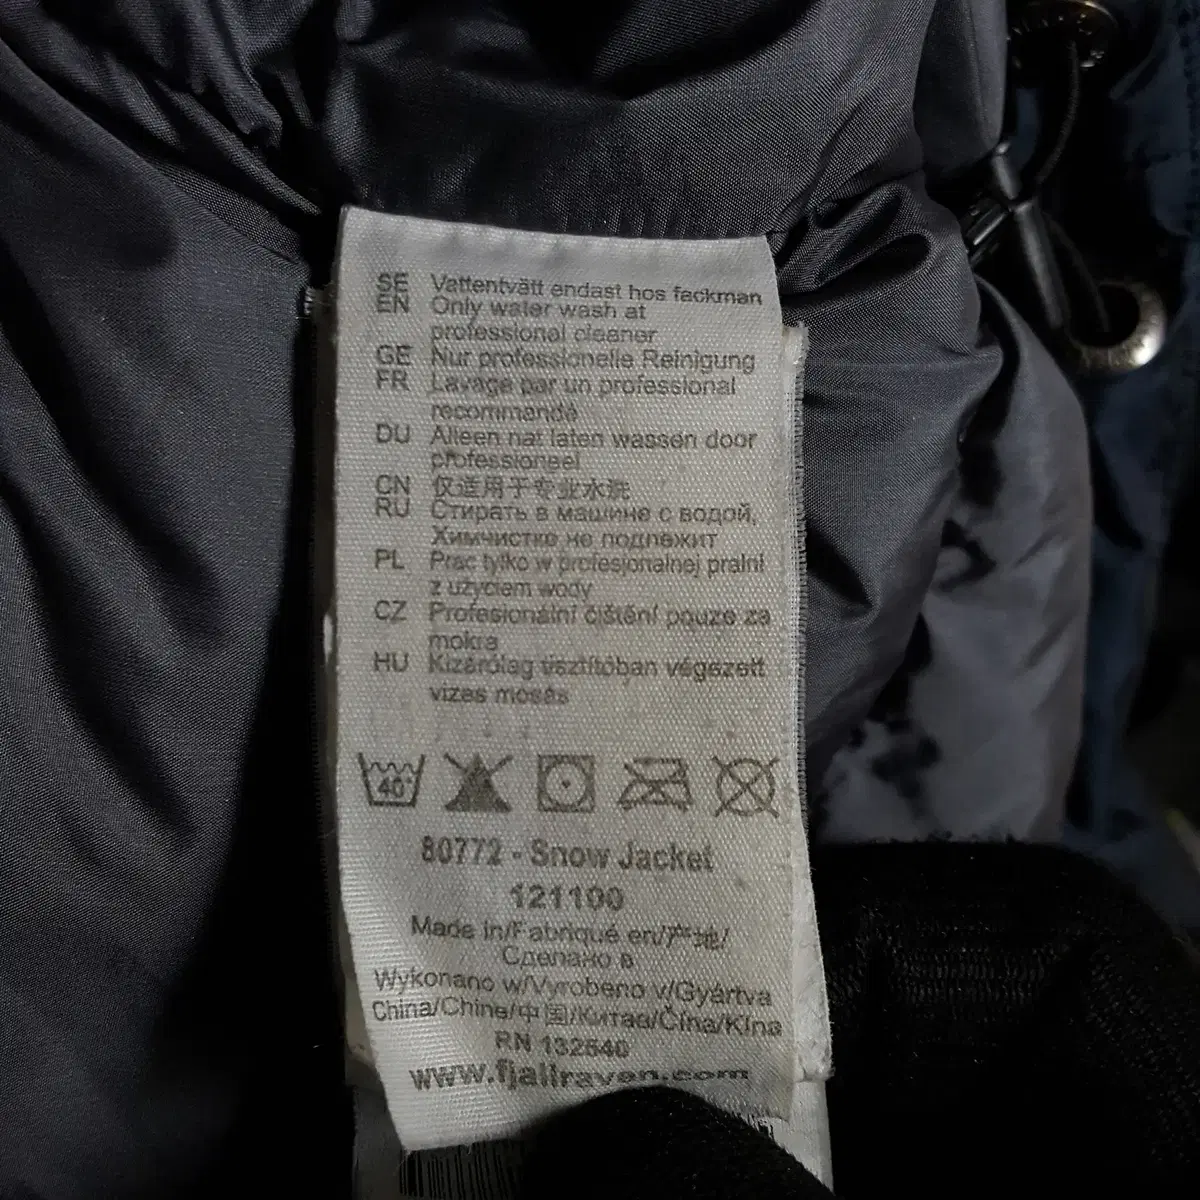 SE Vattentvätt endast hos fackman
EN Only water wash at
professional cleaner
GE Nur professionelle Reinigung
FR Lavage par un professional
recommandé
DU Alleen nat laten wassen door
professioneel
CN 仅适用于专业水洗
RU Стирать в машине с водой,
Химчистке не подлежит
PL Prac tylko w profesjonalnej pralni
z użyciem wody
CZ Profesionální čištění pouze za
mokra
HU Kizárólag tisztítóban végezett
vizes mosás
40°
80772 - Snow Jacket
121100
Made in/Fabriqué en/产地/
Сделано в
Wykonano w/Vyrobeno v/Gyártva
China/Chine/中国/Китае/Čína/Kína
RN 132640
www.fjallraven.com